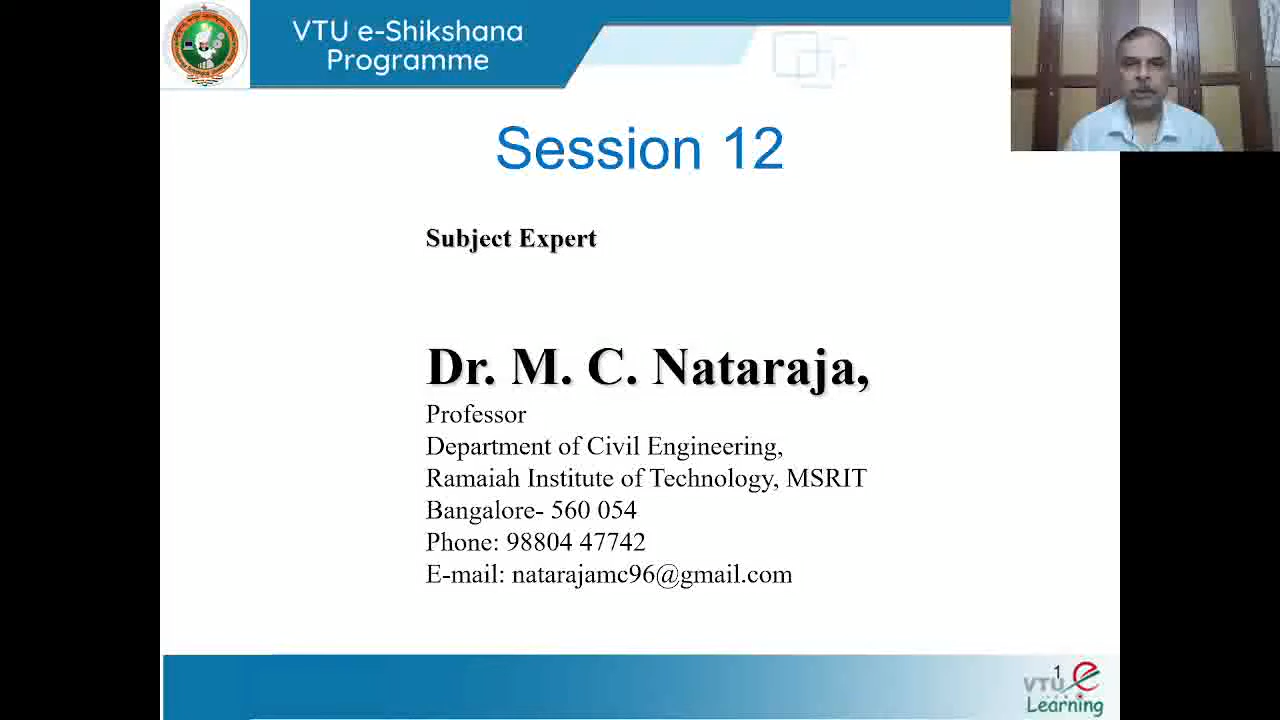 VTU e-Shikshana
Programme
Session 12
Subject Expert
Dr. M. C. Nataraja,
Professor
Department of Civil Engineering,
Ramaiah Institute of Technology, MSRIT
Bangalore- 560 054
Phone: 98804 47742
E-mail: natarajamc96@gmail.com
1
VTU e
Learning